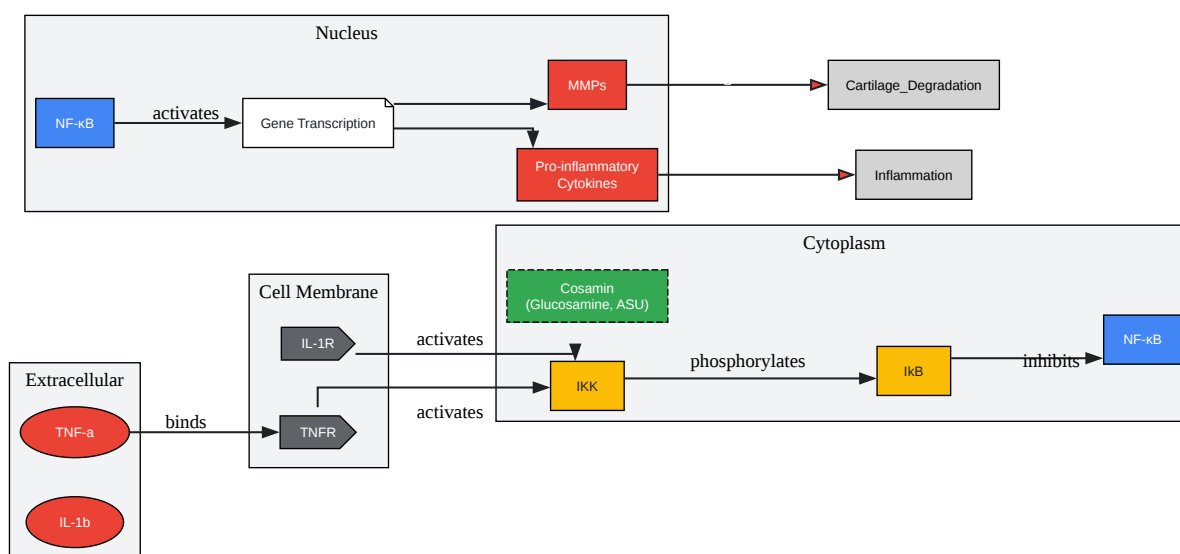 Nucleus
NF-κB
activates
Gene Transcription
MMPs
Cartilage_Degradation
Pro-inflammatory
Cytokines
Inflammation
Cytoplasm
Cosamin
(Glucosamine, ASU)
Cell Membrane
IL-1R
activates
NF-κB
IKK
phosphorylates
IkB
inhibits
Extracellular
TNF-a
binds
TNFR
activates
IL-1b